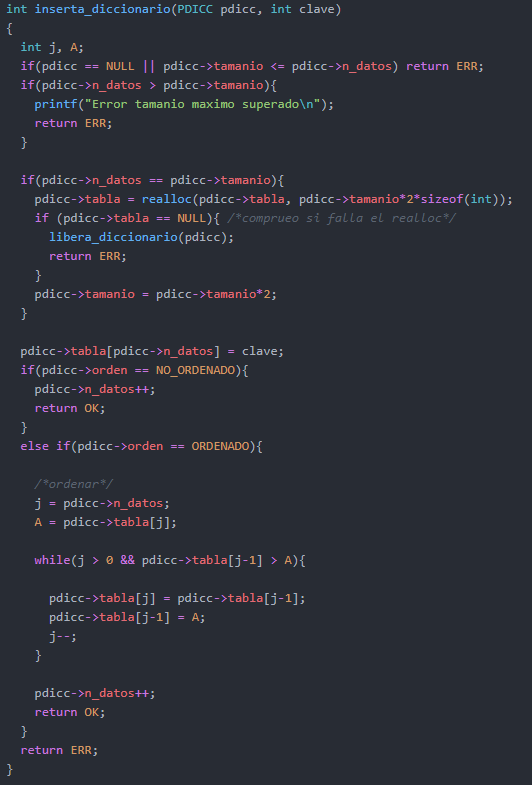 int inserta_diccionario(PDICC pdicc, int clave)
{
  int j, A;
  if(pdicc == NULL || pdicc->tamanio <= pdicc->n_datos) return ERR;
  if(pdicc->n_datos > pdicc->tamanio){
    printf("Error tamanio maximo superado\n");
    return ERR;
  }

  if(pdicc->n_datos == pdicc->tamanio){
    pdicc->tabla = realloc(pdicc->tabla, pdicc->tamanio*2*sizeof(int));
    if (pdicc->tabla == NULL){ /*comprueo si falla el realloc*/
      libera_diccionario(pdicc);
      return ERR;
    }
    pdicc->tamanio = pdicc->tamanio*2;
  }

  pdicc->tabla[pdicc->n_datos] = clave;
  if(pdicc->orden == NO_ORDENADO){
    pdicc->n_datos++;
    return OK;
  }
  else if(pdicc->orden == ORDENADO){

    /*ordenar*/
    j = pdicc->n_datos;
    A = pdicc->tabla[j];

    while(j > 0 && pdicc->tabla[j-1] > A){

      pdicc->tabla[j] = pdicc->tabla[j-1];
      pdicc->tabla[j-1] = A;
      j--;
    }

    pdicc->n_datos++;
    return OK;
  }
  return ERR;
}